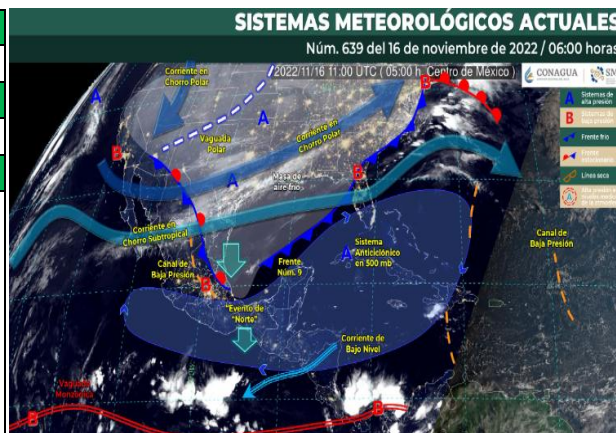 SISTEMAS METEOROLÓGICOS ACTUALES
Núm. 639 del 16 de noviembre de 2022 / 06:00 horas
2022/11/16 11.00 UTC ( 05:00 h Centro de México )
CONAGUA
SM
A Sistemas de alta presión
B Sistemas de baja presión
Frente frío
Frente estacionario
Línea seca
A
Corriente en
Chorro Polar
A
A
B
B
Vaguada
Polar
Corriente en
Chorro Polar
B
Masa de
aire frío
A
Corriente en
Chorro Subtropical
Canal de
Baja Presión
B
Frente
Núm. 9
A
Sistema
Anticiclónico
en 500 mb
Canal de
Baja Presión
"Evento de
"Norte"
Corriente de
Bajo Nivel
Vaguada
Monzónica
B
B